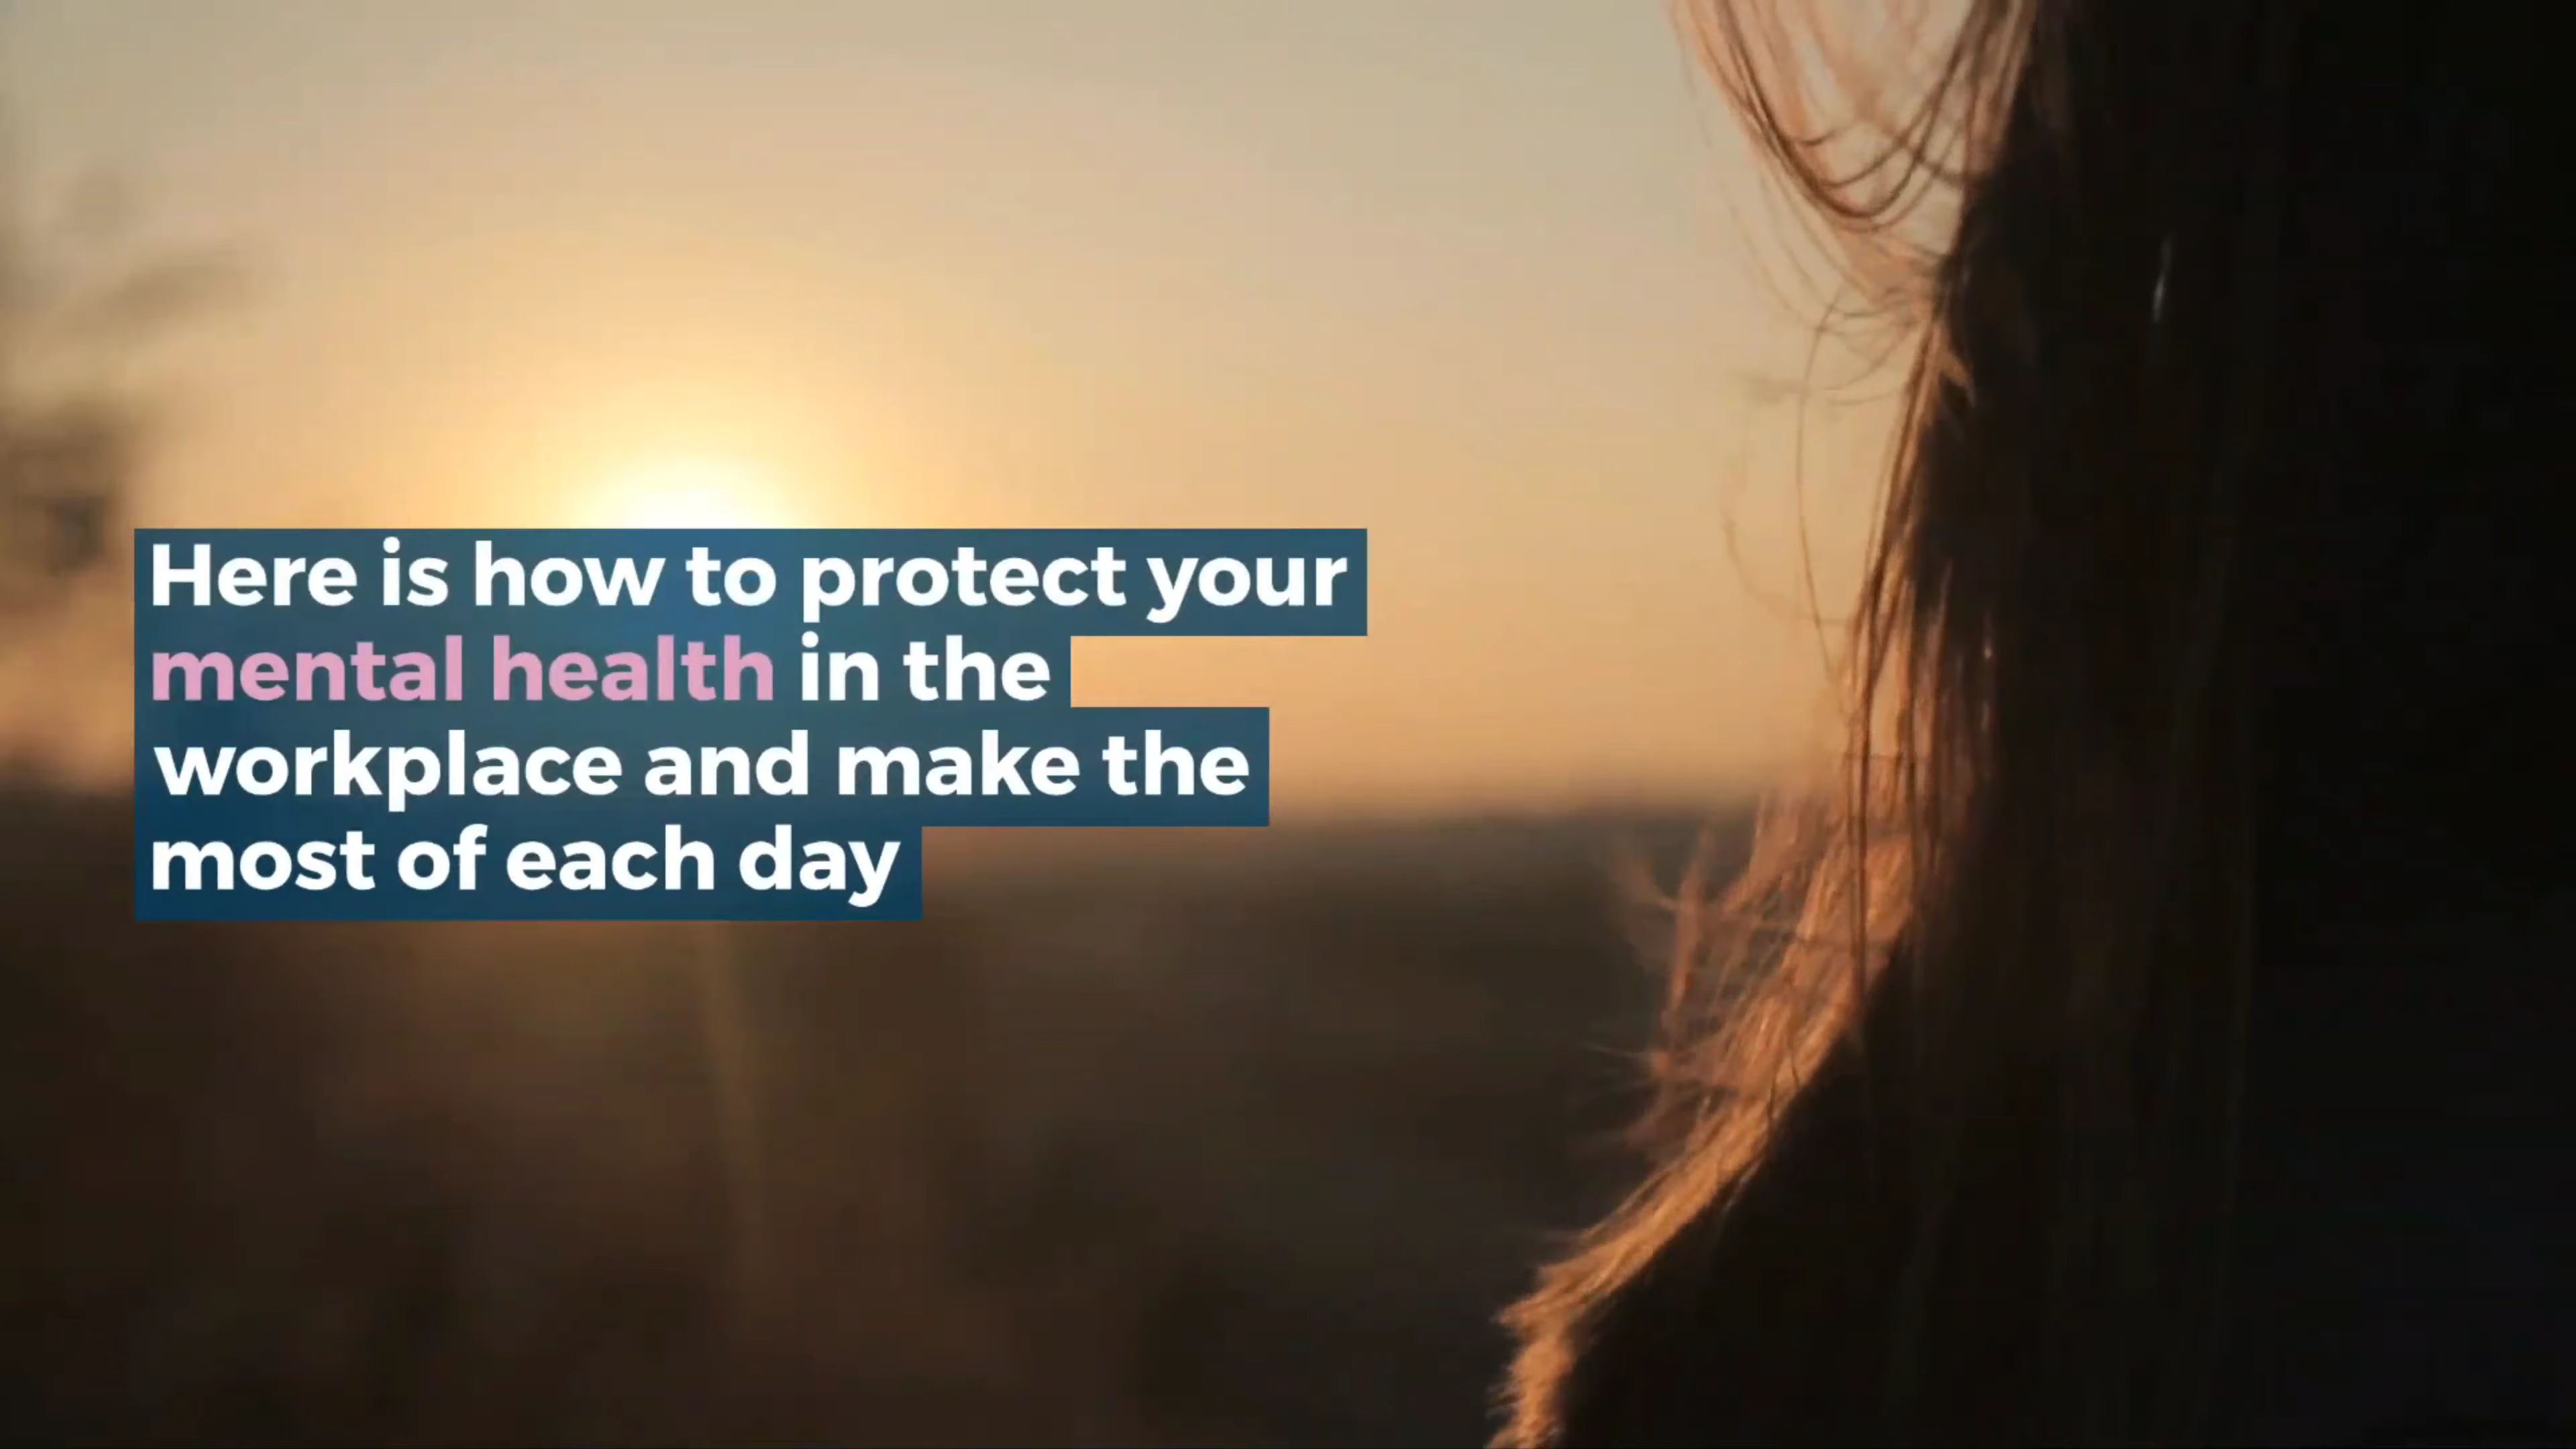 Here is how to protect your
mental health in the
workplace and make the
most of each day